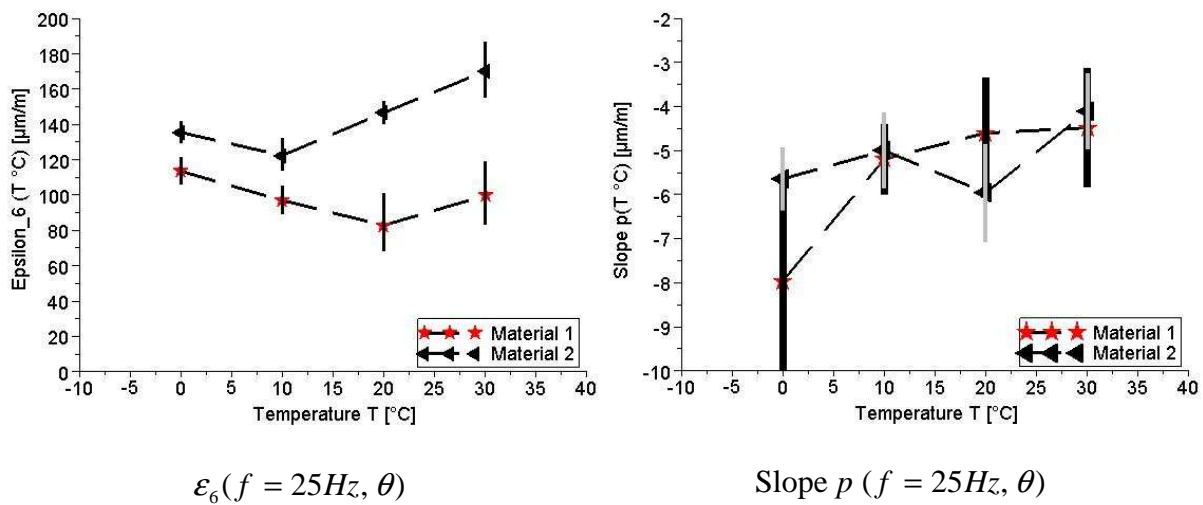 200
180
160
140
120
100
80
60
40
20
0
Epsilon_6 (T °C) [µm/m]
-10 -5 0 5 10 15 20 25 30 35 40
Temperature T [°C]
Material 1
Material 2
-2
-3
-4
-5
-6
-7
-8
-9
-10
Slope p(T °C) [µm/m]
-10 -5 0 5 10 15 20 25 30 35 40
Temperature T [°C]
Material 1
Material 2
ε₆(f = 25Hz, θ)
Slope p (f = 25Hz, θ)